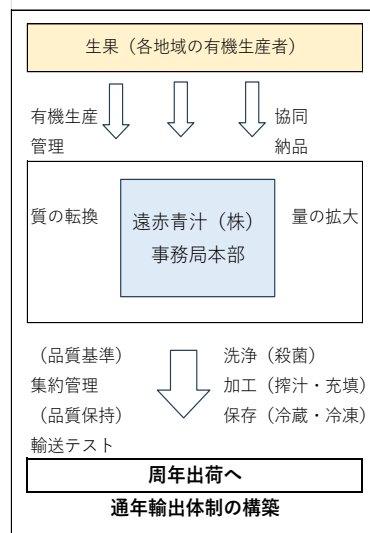 生果（各地域の有機生産者）
有機生産
管理
協同
納品
質の転換
遠赤青汁（株）
事務局本部
量の拡大
（品質基準）
集約管理
（品質保持）
輸送テスト
洗浄（殺菌）
加工（搾汁・充填）
保存（冷蔵・冷凍）
周年出荷へ
通年輸出体制の構築